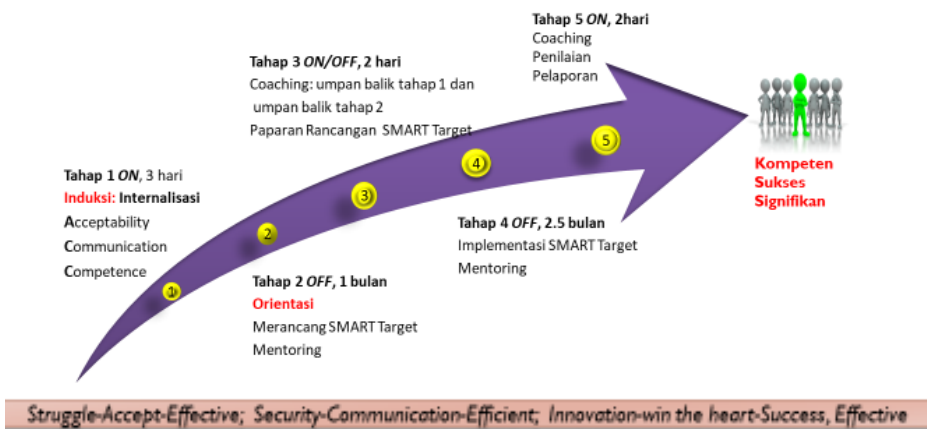 Tahap 1 ON, 3 hari
Induksi: Internalisasi
Acceptability
Communication
Competence
1
Tahap 2 OFF, 1 bulan
Orientasi
Merancang SMART Target
Mentoring
2
Tahap 3 ON/OFF, 2 hari
Coaching: umpan balik tahap 1 dan
umpan balik tahap 2
Paparan Rancangan SMART Target
3
Tahap 4 OFF, 2.5 bulan
Implementasi SMART Target
Mentoring
4
Tahap 5 ON, 2hari
Coaching
Penilaian
Pelaporan
5
Kompeten
Sukses
Signifikan
Struggle-Accept-Effective; Security-Communication-Efficient; Innovation-win the heart-Success, Effective